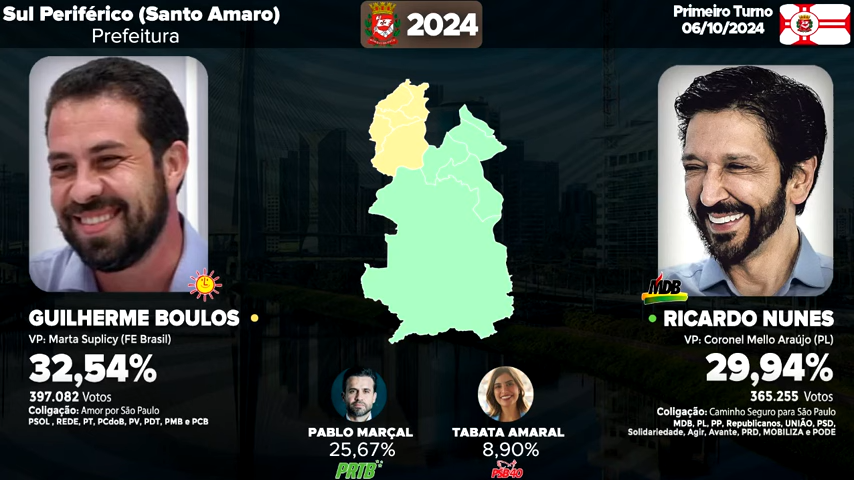 Sul Periférico (Santo Amaro)
Prefeitura
2024
Primeiro Turno
06/10/2024
GUILHERME BOULOS
VP: Marta Suplicy (FE Brasil)
32,54%
397.082 Votos
Coligação: Amor por São Paulo
PSOL , REDE, PT, PCdoB, PV, PDT, PMB e PCB
MDB
RICARDO NUNES
VP: Coronel Mello Araújo (PL)
29,94%
365.255 Votos
Coligação: Caminho Seguro para São Paulo
MDB, PL, PP, Republicanos, UNIÃO, PSD,
Solidariedade, Agir, Avante, PRD, MOBILIZA e PODE
PABLO MARÇAL
25,67%
PRTB
TABATA AMARAL
8,90%
PSB40